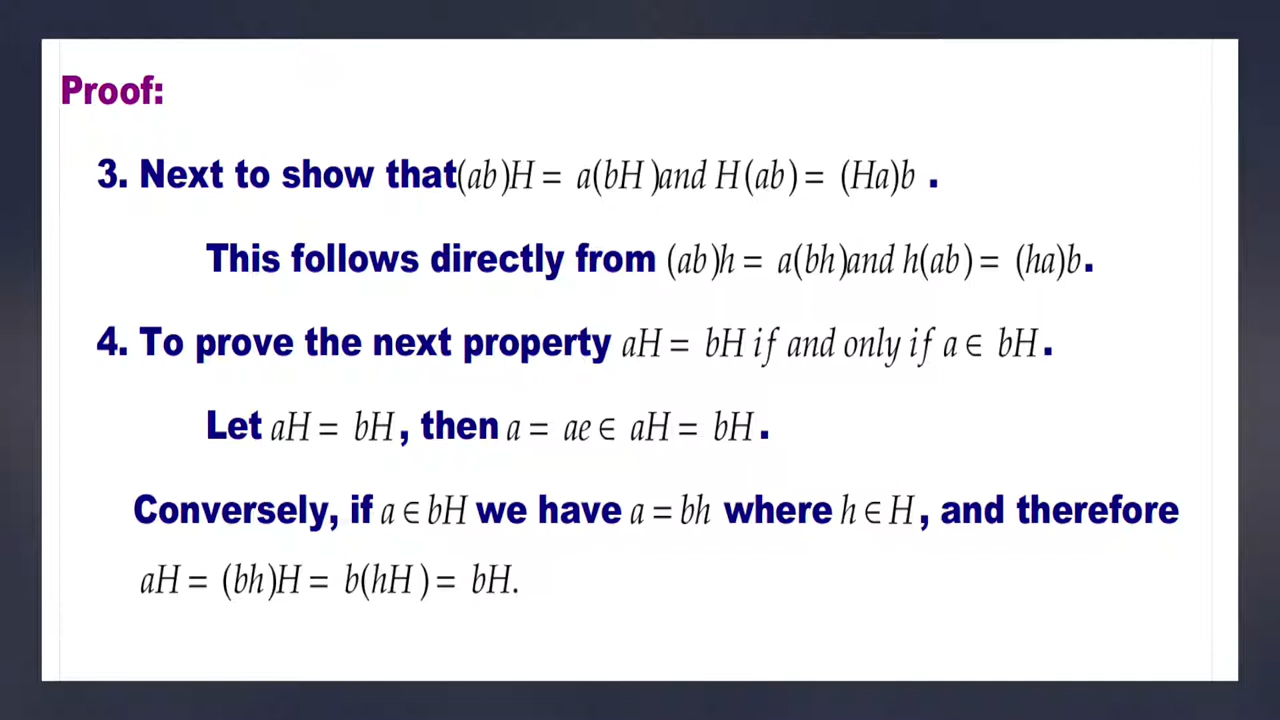 Proof:
3. Next to show that (ab)H = a(bH) and H(ab) = (Ha)b .
This follows directly from (ab)h = a(bh) and h(ab) = (ha)b.
4. To prove the next property aH = bH if and only if a ∈ bH.
Let aH = bH, then a = ae ∈ aH = bH.
Conversely, if a ∈ bH we have a = bh where h ∈ H, and therefore
aH = (bh)H = b(hH) = bH.